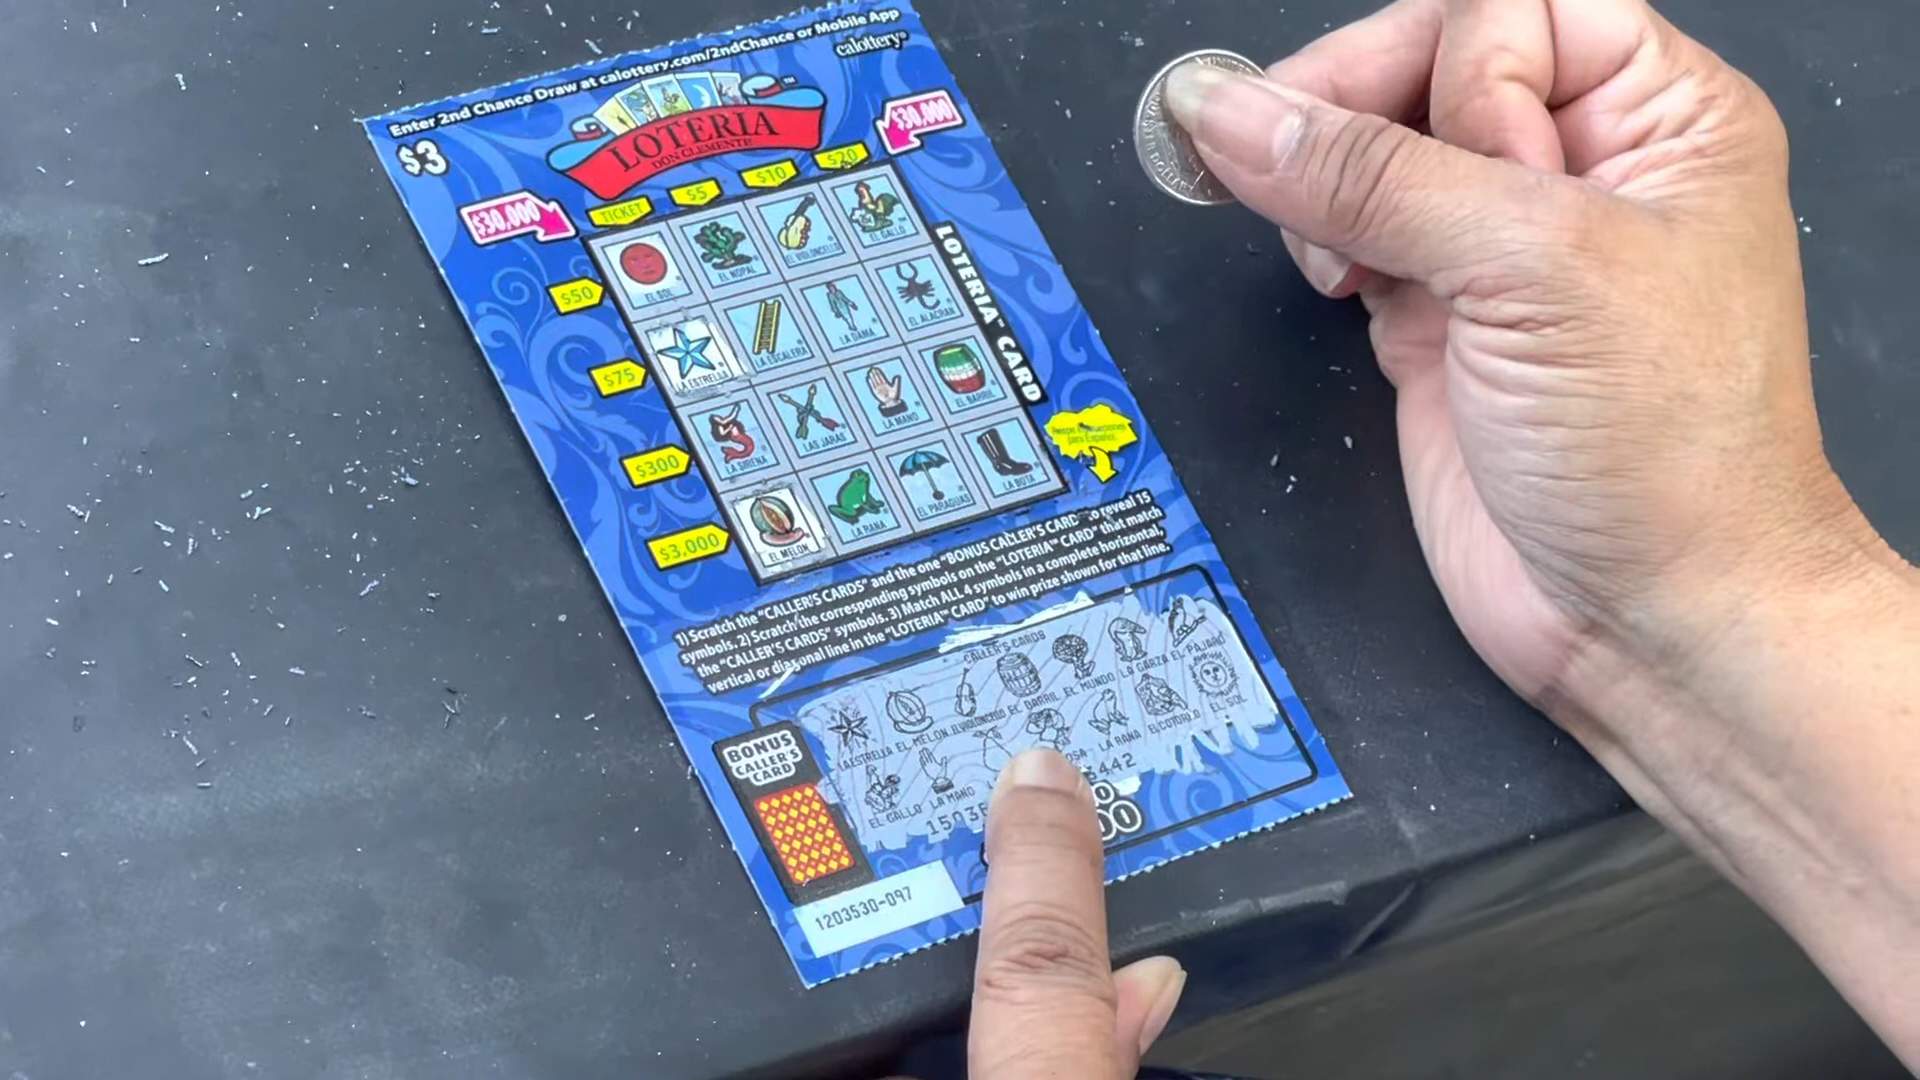 Enter 2nd Chance Draw at calottery.com/2ndChance or Mobile App
calottery®
$3
LOTERIA™
DON CLEMENTE
$30,000
$30,000
TICKET
$5
$10
$20
$50
$75
$300
$3,000
EL SOL
EL NOPAL
EL VIOLONCELLO
EL GALLO
LA ESTRELLA
LA ESCALERA
LA DAMA
EL ALACRAN
LA SIRENA
LAS JARAS
LA MANO
EL BARRIL
EL MELON
LA RANA
EL PARAGUAS
LA BOTA
LOTERIA™ CARD
para Español.
1) Scratch the "CALLER'S CARDS" and the one "BONUS CALLER'S CARD" to reveal 15
symbols. 2) Scratch the corresponding symbols on the "LOTERIA™ CARD" that match
the "CALLER'S CARDS" symbols. 3) Match ALL 4 symbols in a complete horizontal,
vertical or diagonal line in the "LOTERIA™ CARD" to win prize shown for that line.
CALLER'S CARDS
LA ESTRELLA EL MELON EL VIOLONCELLO EL BARRIL EL MUNDO LA GARZA EL PAJARO
EL GALLO LA MANO LA RANA EL COTORRO EL SOL
BONUS
CALLER'S
CARD
1203530-097
UNITED